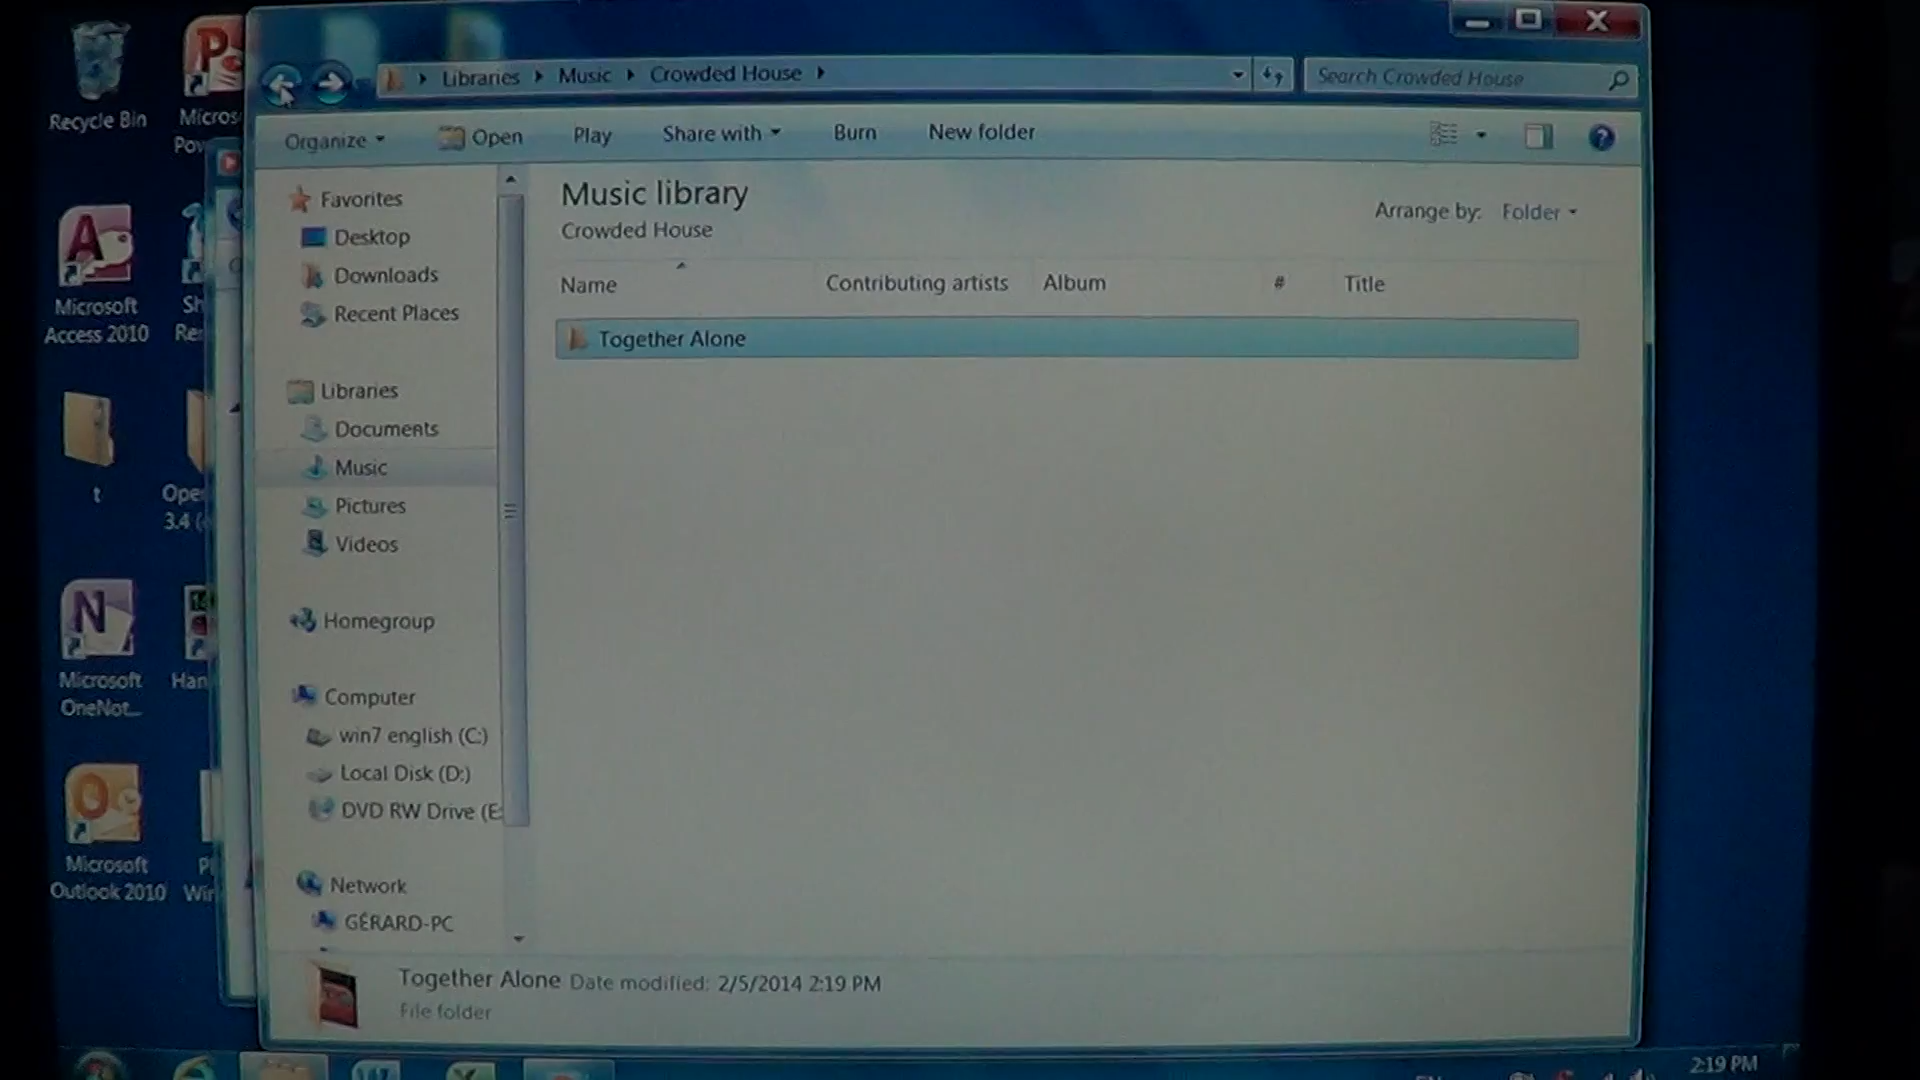 Recycle Bin
Micros
Pow
Microsoft
Access 2010
Sh
Re
t
Ope
3.4 (
Microsoft
OneNot...
Han
Microsoft
Outlook 2010
Win
Libraries
Music
Crowded House
Search Crowded House
Organize
Open
Play
Share with
Burn
New folder
Favorites
Desktop
Downloads
Recent Places
Libraries
Documents
Music
Pictures
Videos
Homegroup
Computer
win7 english (C:)
Local Disk (D:)
DVD RW Drive (E:
Network
GÉRARD-PC
Music library
Crowded House
Arrange by: Folder
Name
Contributing artists
Album
#
Title
Together Alone
Together Alone Date modified: 2/5/2014 2:19 PM
File folder
2:19 PM